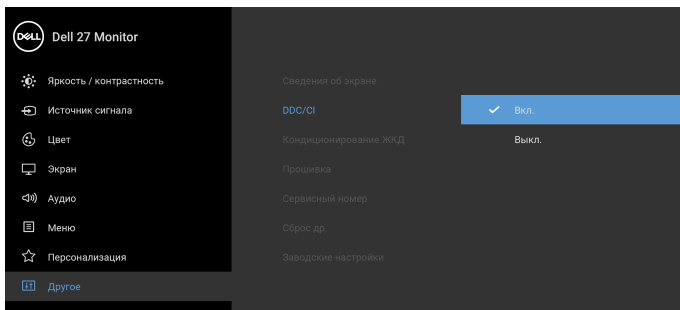 DELL Dell 27 Monitor
Яркость / контрастность
Сведения об экране
Источник сигнала
DDC/CI
Вкл.
Цвет
Кондиционирование ЖКД
Выкл.
Экран
Прошивка
Аудио
Сервисный номер
Меню
Сброс др.
Персонализация
Заводские настройки
Другое